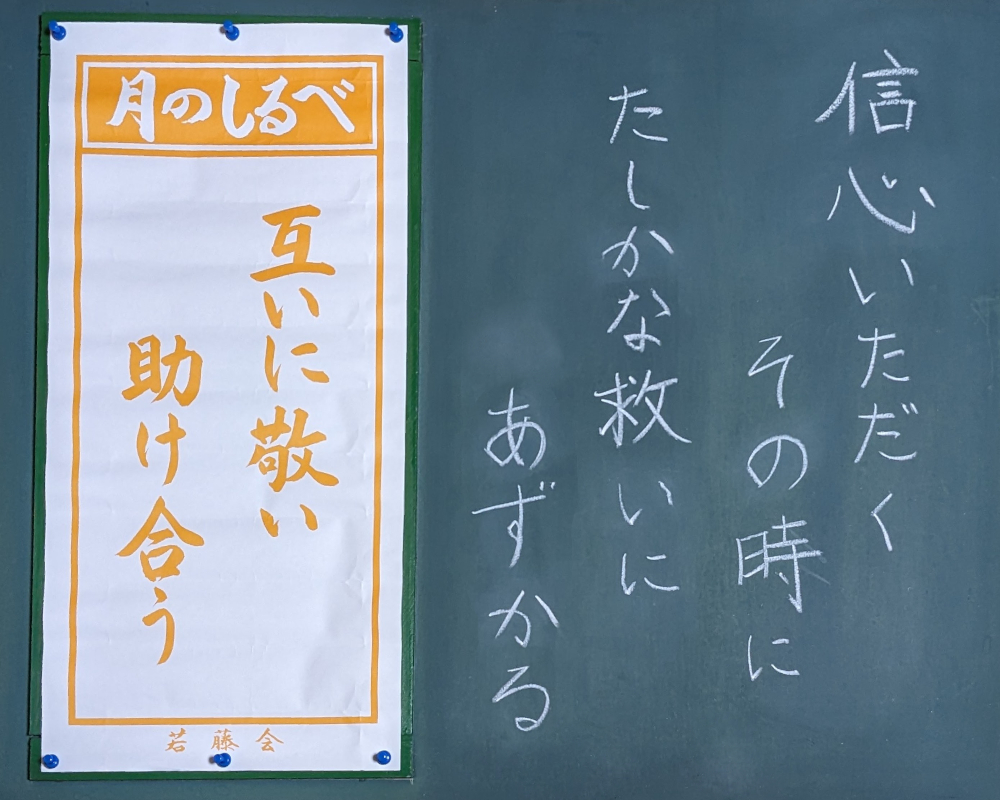 信心いただく
その時に
たしかな救いに
あずかる
月のしるべ
互いに敬い
助け合う
若藤会